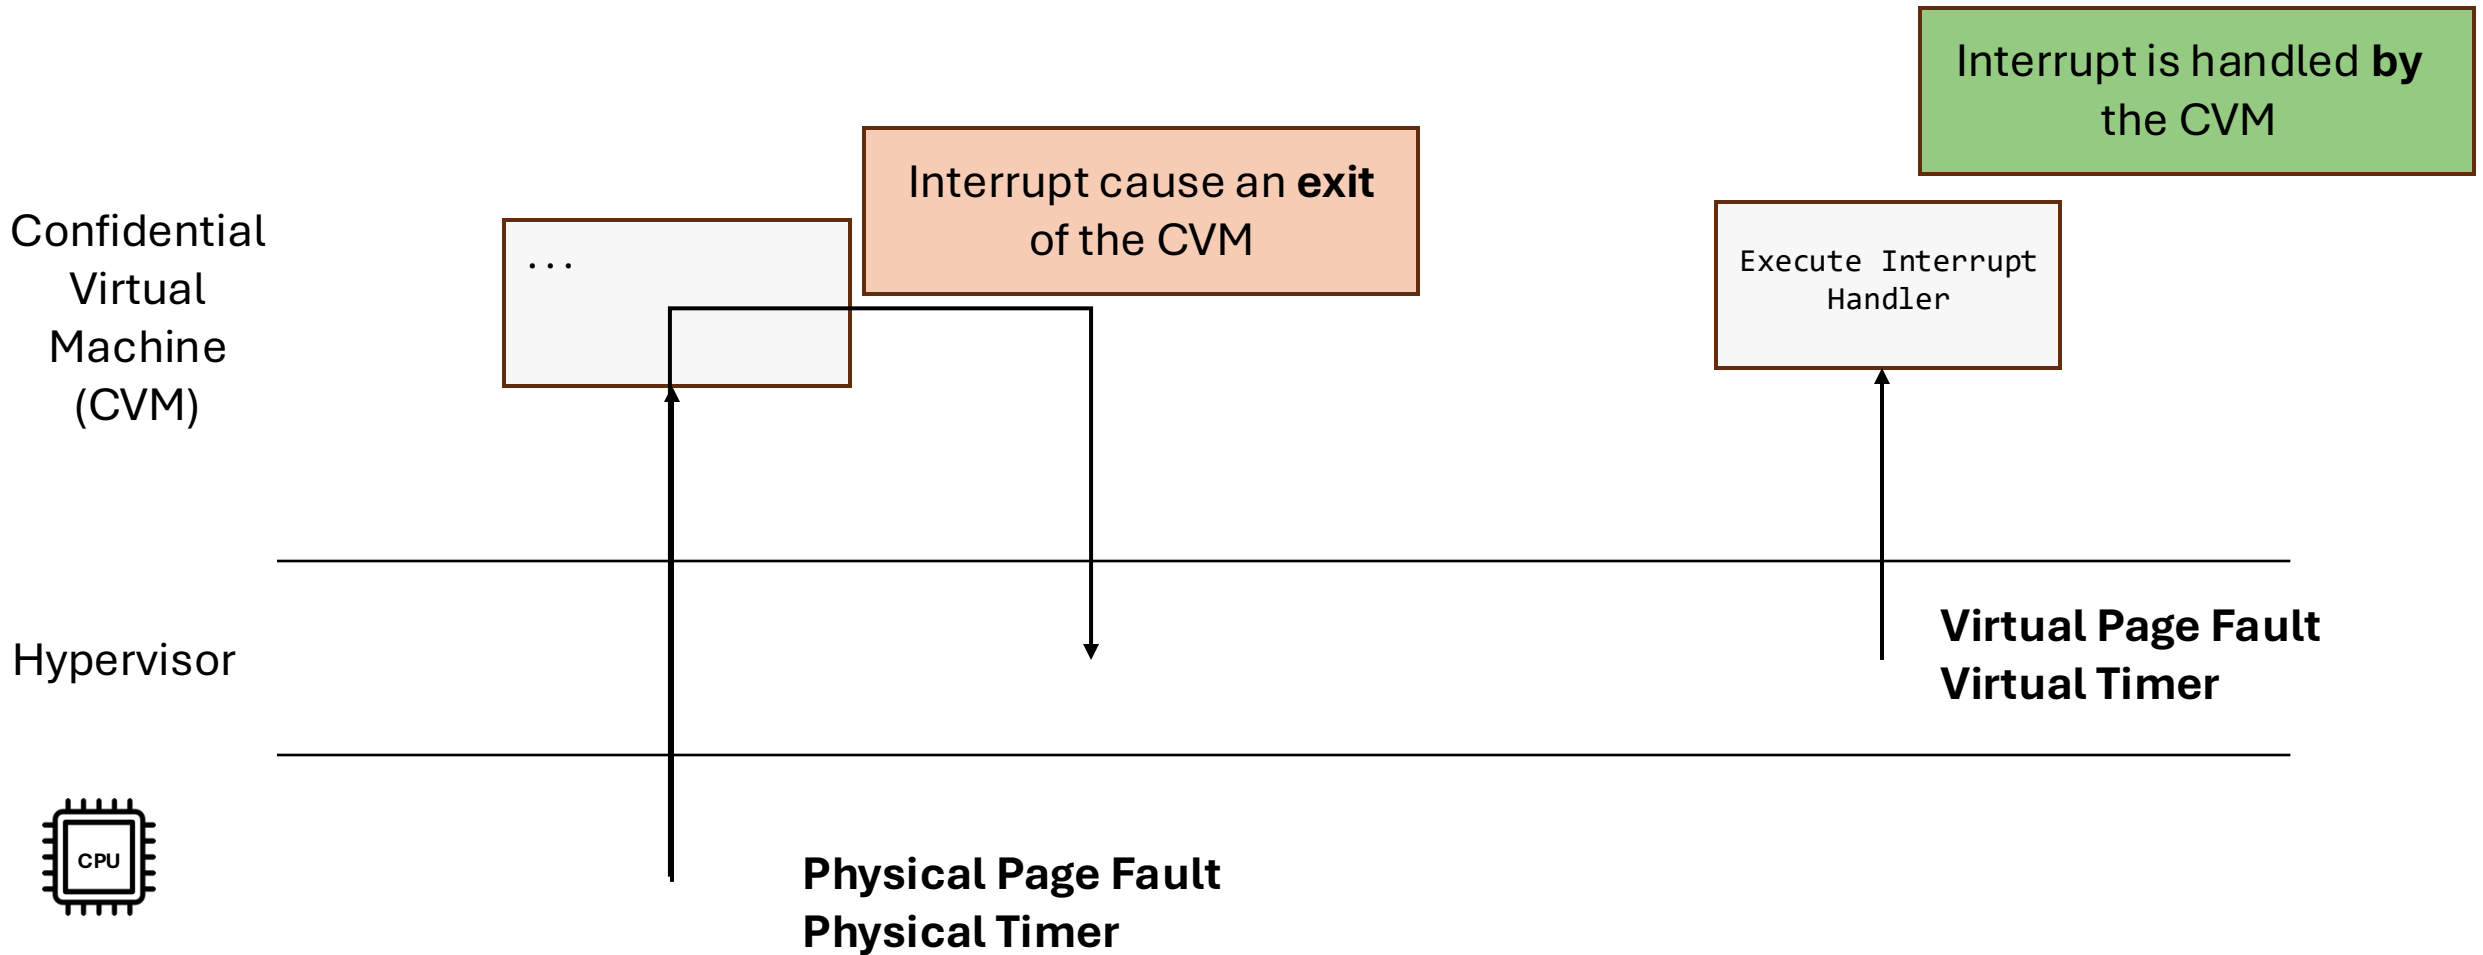 Interrupt is handled by
the CVM
Interrupt cause an exit
of the CVM
Confidential
Virtual
Machine
(CVM)
...
Execute Interrupt
Handler
Hypervisor
Virtual Page Fault
Virtual Timer
CPU
Physical Page Fault
Physical Timer